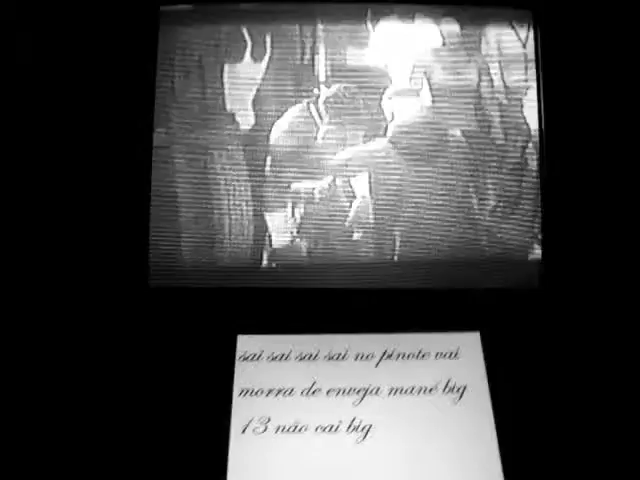 sai sai sai sai no pinote vai
morra de enveja mané big
13 não cai big